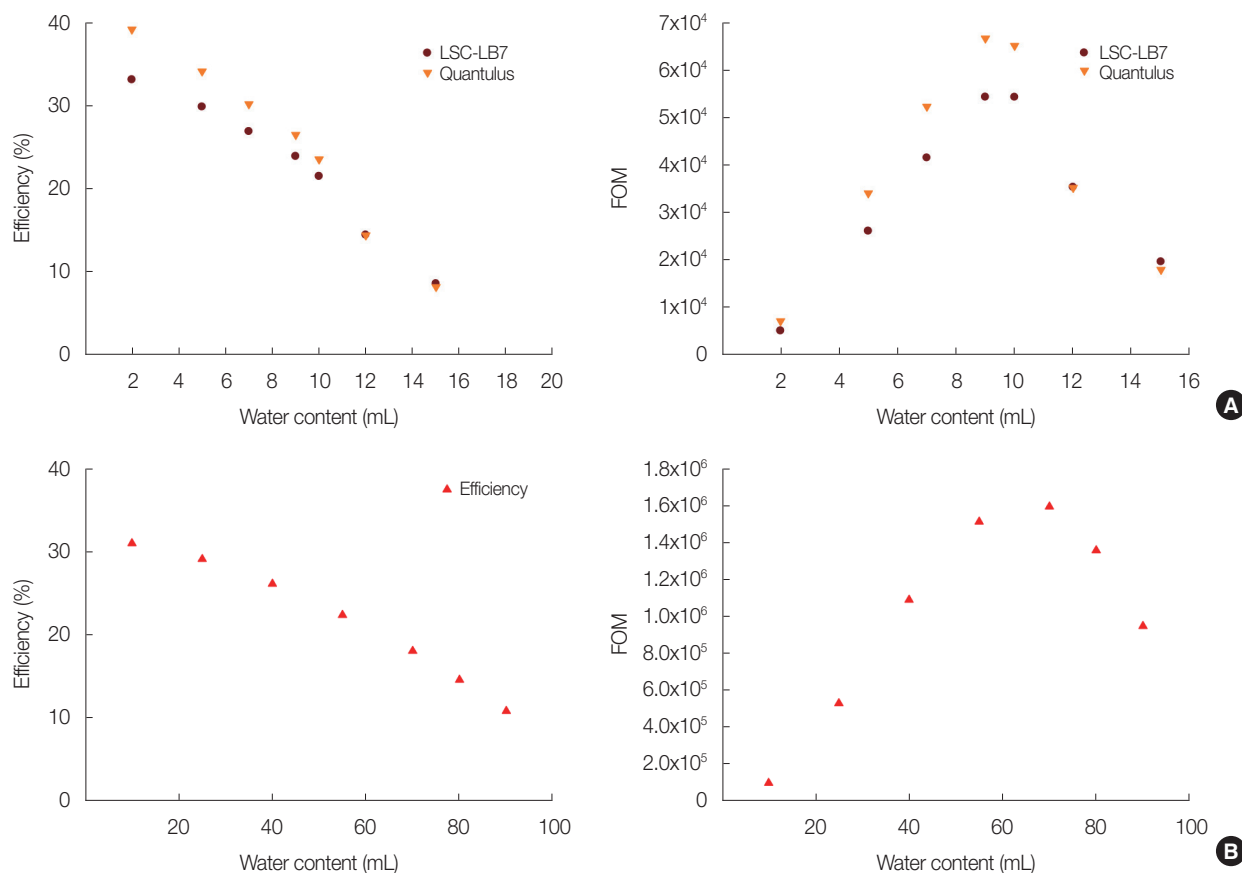 40
30
20
10
0
Efficiency (%)
LSC-LB7
Quantulus
2 4 6 8 10 12 14 16 18 20
Water content (mL)
7x10⁴
6x10⁴
5x10⁴
4x10⁴
3x10⁴
2x10⁴
1x10⁴
0
FOM
LSC-LB7
Quantulus
2 4 6 8 10 12 14 16
Water content (mL)
A
40
30
20
10
0
Efficiency (%)
Efficiency
20 40 60 80 100
Water content (mL)
1.8x10⁶
1.6x10⁶
1.4x10⁶
1.2x10⁶
1.0x10⁶
8.0x10⁵
6.0x10⁵
4.0x10⁵
2.0x10⁵
0
FOM
20 40 60 80 100
Water content (mL)
B